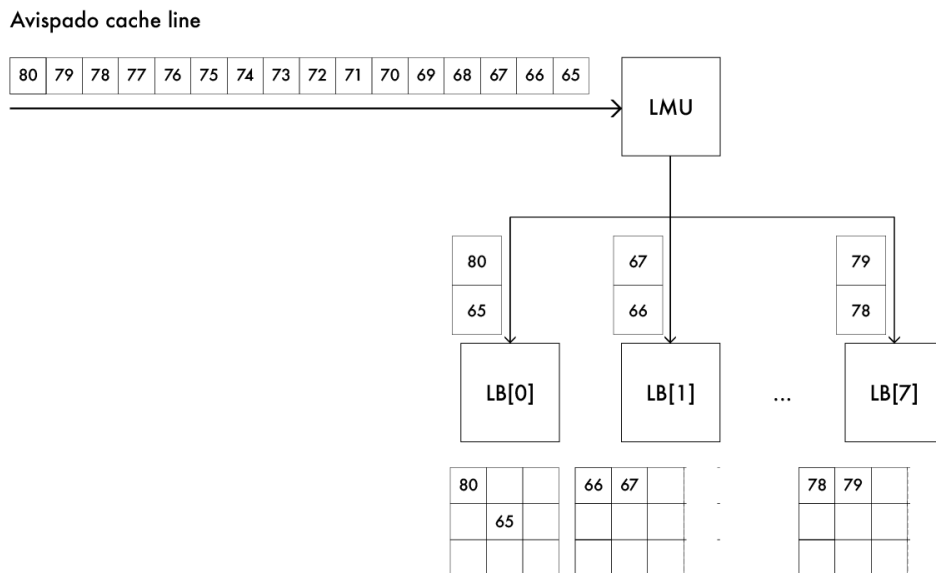 Avispado cache line
80 79 78 77 76 75 74 73 72 71 70 69 68 67 66 65
LMU
80 67 79
65 66 78
LB[0] LB[1] ... LB[7]
80 66 67 78 79
65